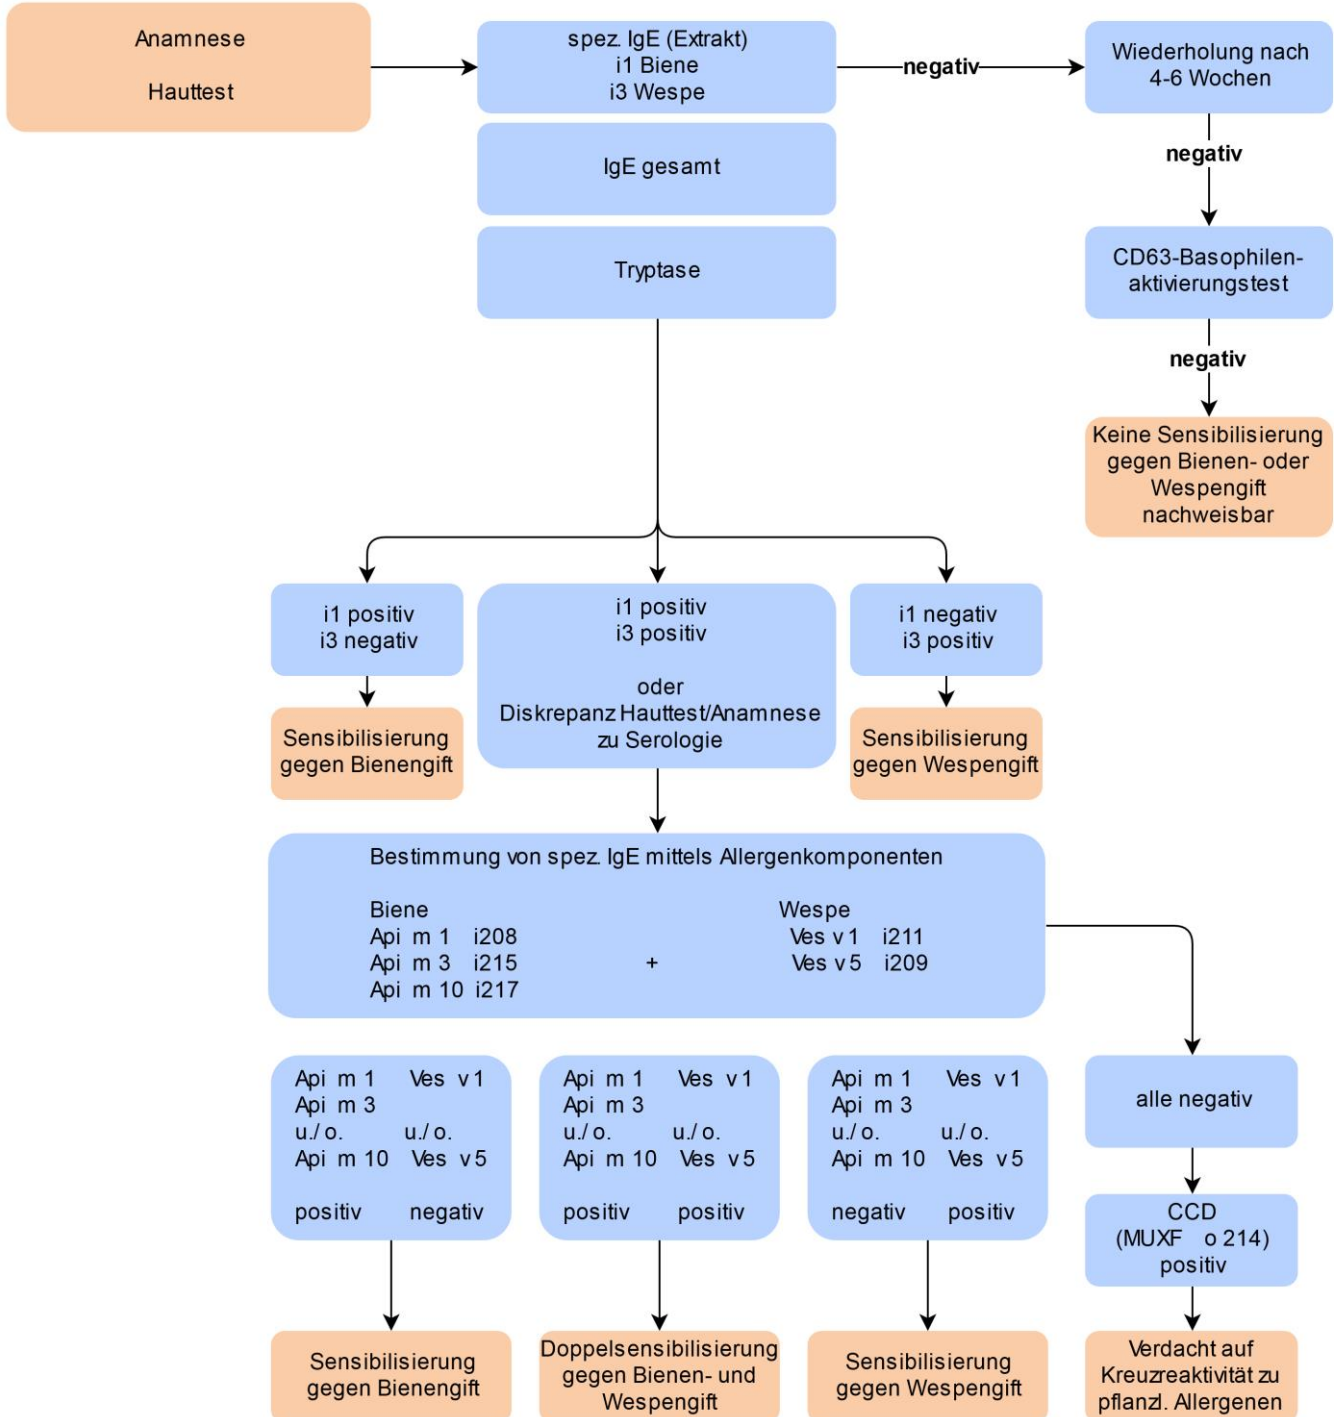 Anamnese
Hauttest
spez. IgE (Extrakt)
i1 Biene
i3 Wespe
negativ
Wiederholung nach
4-6 Wochen
IgE gesamt
negativ
Tryptase
CD63-Basophilen-
aktivierungstest
negativ
Keine Sensibilisierung
gegen Bienen- oder
Wespengift
nachweisbar
i1 positiv
i3 negativ
i1 positiv
i3 positiv
oder
Diskrepanz Hauttest/Anamnese
zu Serologie
i1 negativ
i3 positiv
Sensibilisierung
gegen Bienengift
Sensibilisierung
gegen Wespengift
Bestimmung von spez. IgE mittels Allergenkomponenten
Biene Wespe
Api m 1 i208 Ves v 1 i211
Api m 3 i215 + Ves v 5 i209
Api m 10 i217
Api m 1 Ves v 1
Api m 3
u./ o. u./ o.
Api m 10 Ves v 5
positiv negativ
Api m 1 Ves v 1
Api m 3
u./ o. u./ o.
Api m 10 Ves v 5
positiv positiv
Api m 1 Ves v 1
Api m 3
u./ o. u./ o.
Api m 10 Ves v 5
negativ positiv
alle negativ
CCD
(MUXF o 214)
positiv
Sensibilisierung
gegen Bienengift
Doppelsensibilisierung
gegen Bienen- und
Wespengift
Sensibilisierung
gegen Wespengift
Verdacht auf
Kreuzreaktivität zu
pflanzl. Allergenen